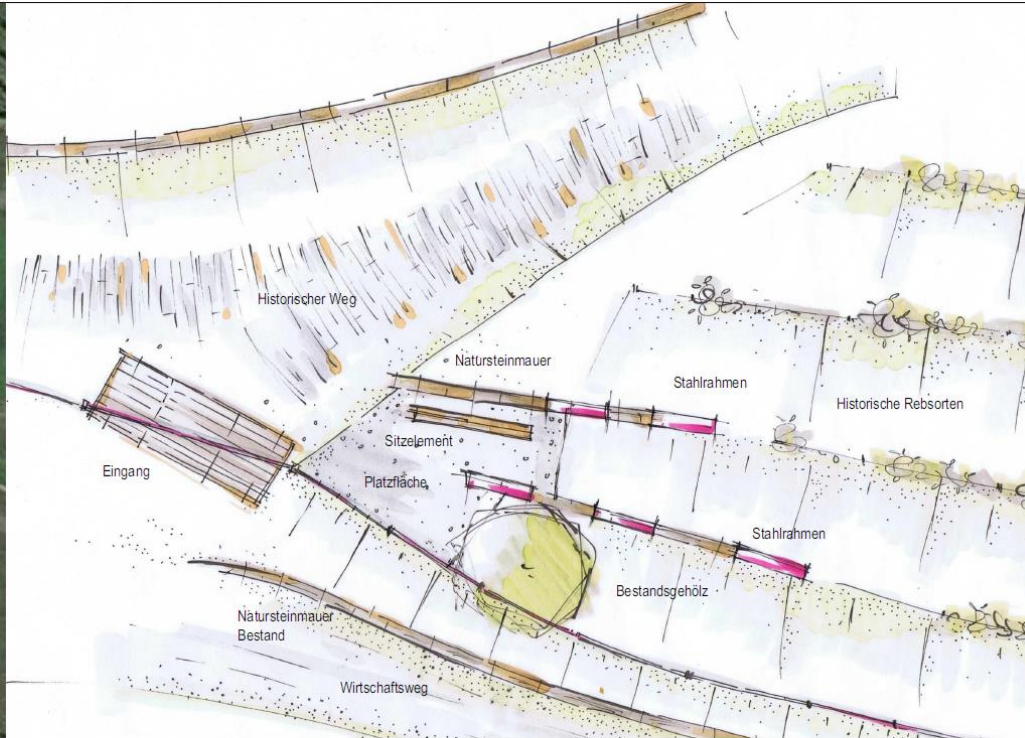 Historischer Weg
Natursteinmauer
Stahlrahmen
Historische Rebsorten
Sitzelement
Eingang
Platzfläche
Stahlrahmen
Bestandsgehölz
Natursteinmauer
Bestand
Wirtschaftsweg